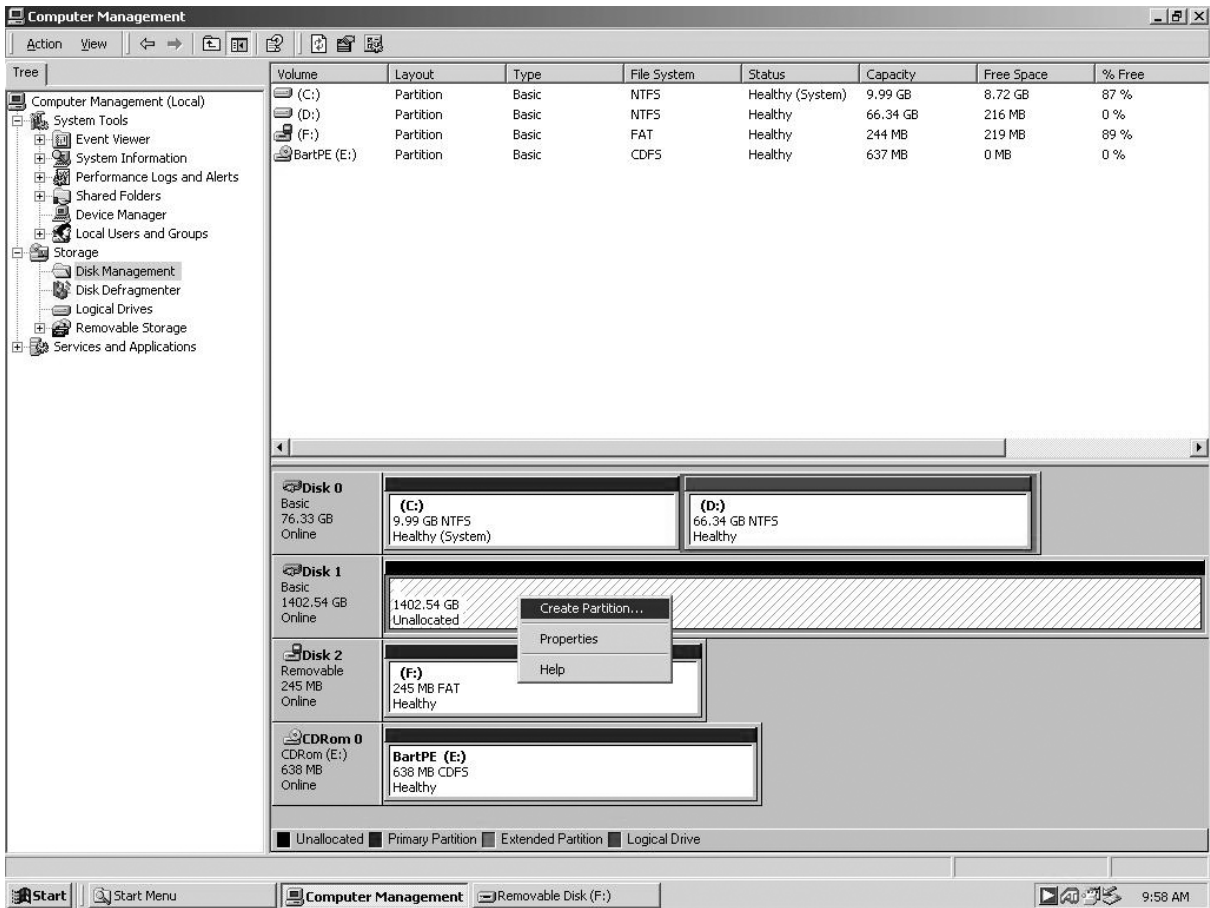 Computer Management
Action View
Tree
Computer Management (Local)
System Tools
Event Viewer
System Information
Performance Logs and Alerts
Shared Folders
Device Manager
Local Users and Groups
Storage
Disk Management
Disk Defragmenter
Logical Drives
Removable Storage
Services and Applications
Volume Layout Type File System Status Capacity Free Space % Free
(C:) Partition Basic NTFS Healthy (System) 9.99 GB 8.72 GB 87 %
(D:) Partition Basic NTFS Healthy 66.34 GB 216 MB 0 %
(F:) Partition Basic FAT Healthy 244 MB 219 MB 89 %
BartPE (E:) Partition Basic CDFS Healthy 637 MB 0 MB 0 %
Disk 0
Basic
76.33 GB
Online
(C:)
9.99 GB NTFS
Healthy (System)
(D:)
66.34 GB NTFS
Healthy
Disk 1
Basic
1402.54 GB
Online
1402.54 GB
Unallocated
Create Partition...
Properties
Help
Disk 2
Removable
245 MB
Online
(F:)
245 MB FAT
Healthy
CDRom 0
CDRom (E:)
638 MB
Online
BartPE (E:)
638 MB CDFS
Healthy
Unallocated Primary Partition Extended Partition Logical Drive
Start Start Menu Computer Management Removable Disk (F:) 9:58 AM